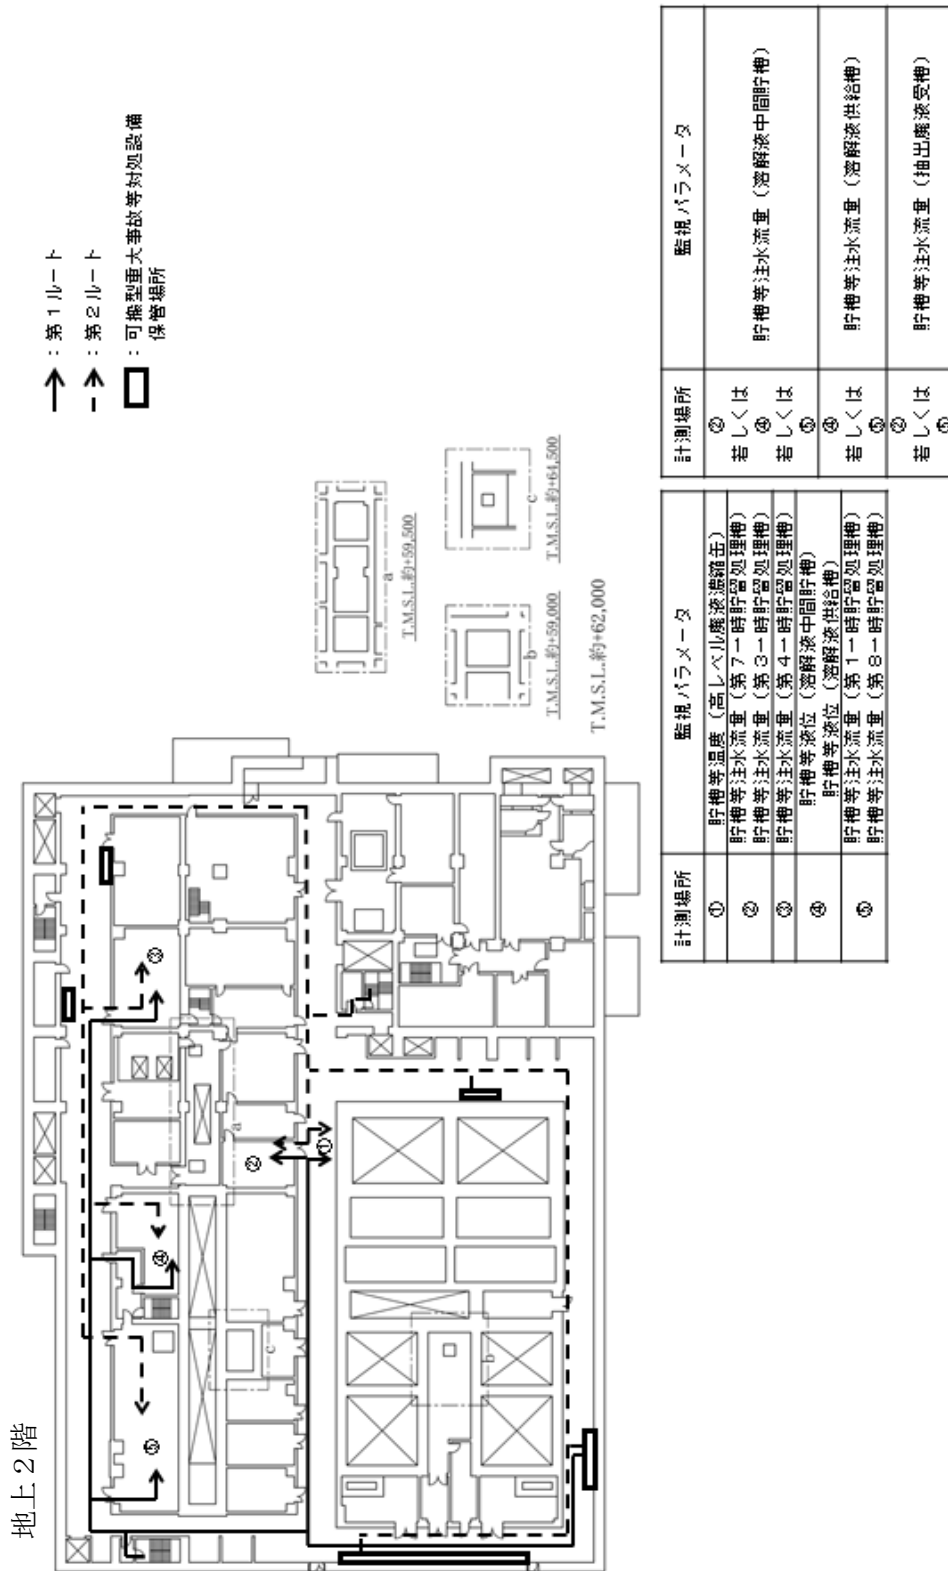 地上２階
①
②
③
④
⑤
a
b
c
a
T.M.S.L.約+59,500
b
T.M.S.L.約+59,000
c
T.M.S.L.約+64,500
T.M.S.L.約+62,000
：第１ルート
：第２ルート
：可搬型重大事故等対処設備
保管場所
計測場所 監視パラメータ
① 貯槽等温度（高レベル廃液濃縮缶）
② 貯槽等注水流量（第７一時貯留処理槽）
貯槽等注水流量（第３一時貯留処理槽）
③ 貯槽等注水流量（第４一時貯留処理槽）
④ 貯槽等液位（溶解液中間貯槽）
貯槽等液位（溶解液供給槽）
⑤ 貯槽等注水流量（第１一時貯留処理槽）
貯槽等注水流量（第８一時貯留処理槽）
計測場所 監視パラメータ
②
若しくは
④
若しくは
⑤
貯槽等注水流量（溶解液中間貯槽）
④
若しくは
⑤
貯槽等注水流量（溶解液供給槽）
②
若しくは
⑤
貯槽等注水流量（抽出廃液受槽）